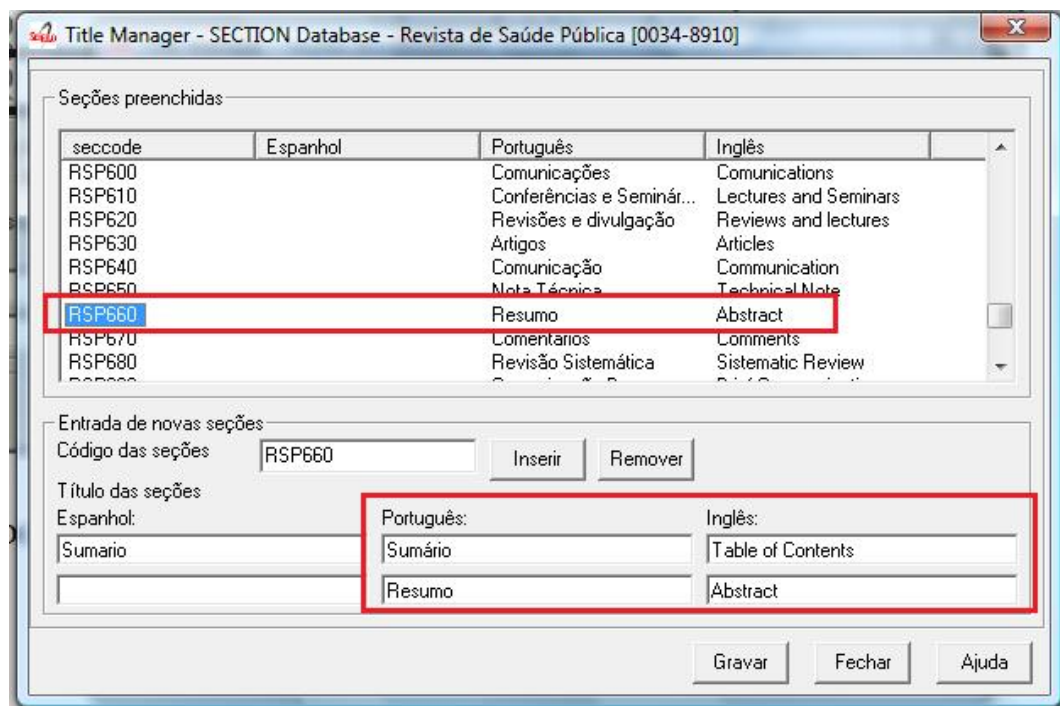 Title Manager - SECTION Database - Revista de Saúde Pública [0034-8910]
Seções preenchidas
seccode Espanhol Português Inglês
RSP600 Comunicações Comunications
RSP610 Conferências e Seminár... Lectures and Seminars
RSP620 Revisões e divulgação Reviews and lectures
RSP630 Artigos Articles
RSP640 Comunicação Communication
RSP650 Nota Técnica Technical Note
RSP660 Resumo Abstract
RSP670 Comentários Comments
RSP680 Revisão Sistemática Sistematic Review
Entrada de novas seções
Código das seções RSP660 Inserir Remover
Título das seções
Espanhol: Português: Inglês:
Sumario Sumário Table of Contents
Resumo Abstract
Gravar Fechar Ajuda